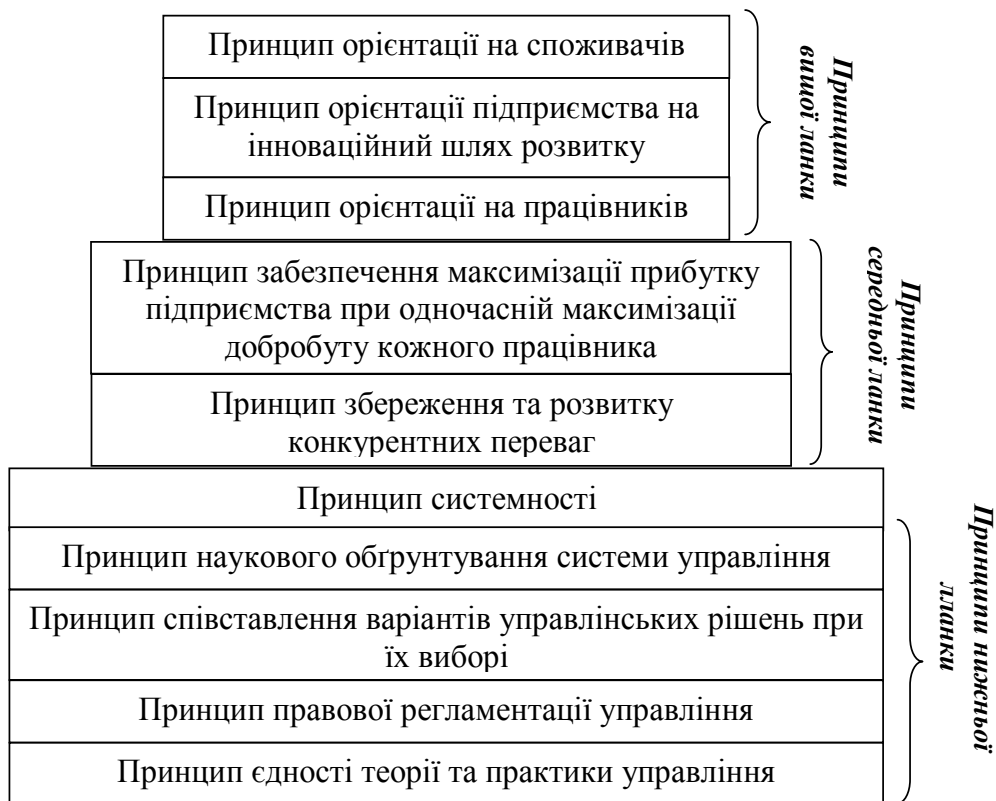 Принцип орієнтації на споживачів
Принцип орієнтації підприємства на
інноваційний шлях розвитку
Принцип орієнтації на працівників
Принципи
вищої ланки
Принцип забезпечення максимізації прибутку
підприємства при одночасній максимізації
добробуту кожного працівника
Принцип збереження та розвитку
конкурентних переваг
Принципи
середньої ланки
Принцип системності
Принцип наукового обґрунтування системи управління
Принцип співставлення варіантів управлінських рішень при
їх виборі
Принцип правової регламентації управління
Принцип єдності теорії та практики управління
Принципи нижньої
ланки